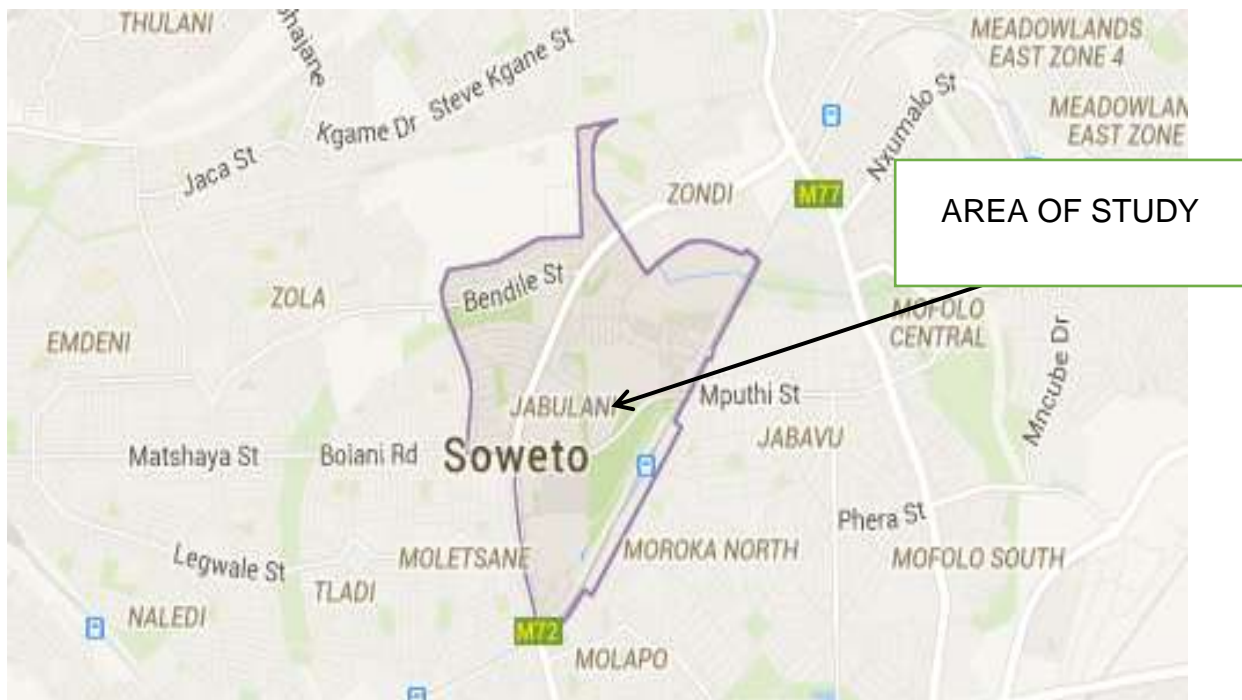 THULANI
MEADOWLANDS
EAST ZONE 4
Steve Kgane St
Kgame Dr
Nxumalo St
MEADOWLAN
EAST ZONE
Jaca St
ZONDI
M77
AREA OF STUDY
Bendile St
ZOLA
MOFOLO
CENTRAL
EMDENI
Mncube Dr
JABULANI
Mputhi St
JABAVU
Matshaya St
Bolani Rd
Soweto
Phera St
Legwale St
MOLETSANE
MOROKA NORTH
MOFOLO SOUTH
TLADI
NALEDI
M72
MOLAPO